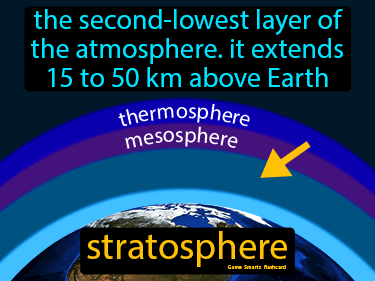 the second-lowest layer of
the atmosphere. it extends
15 to 50 km above Earth
thermosphere
mesosphere
stratosphere
Game Smartz flashcard